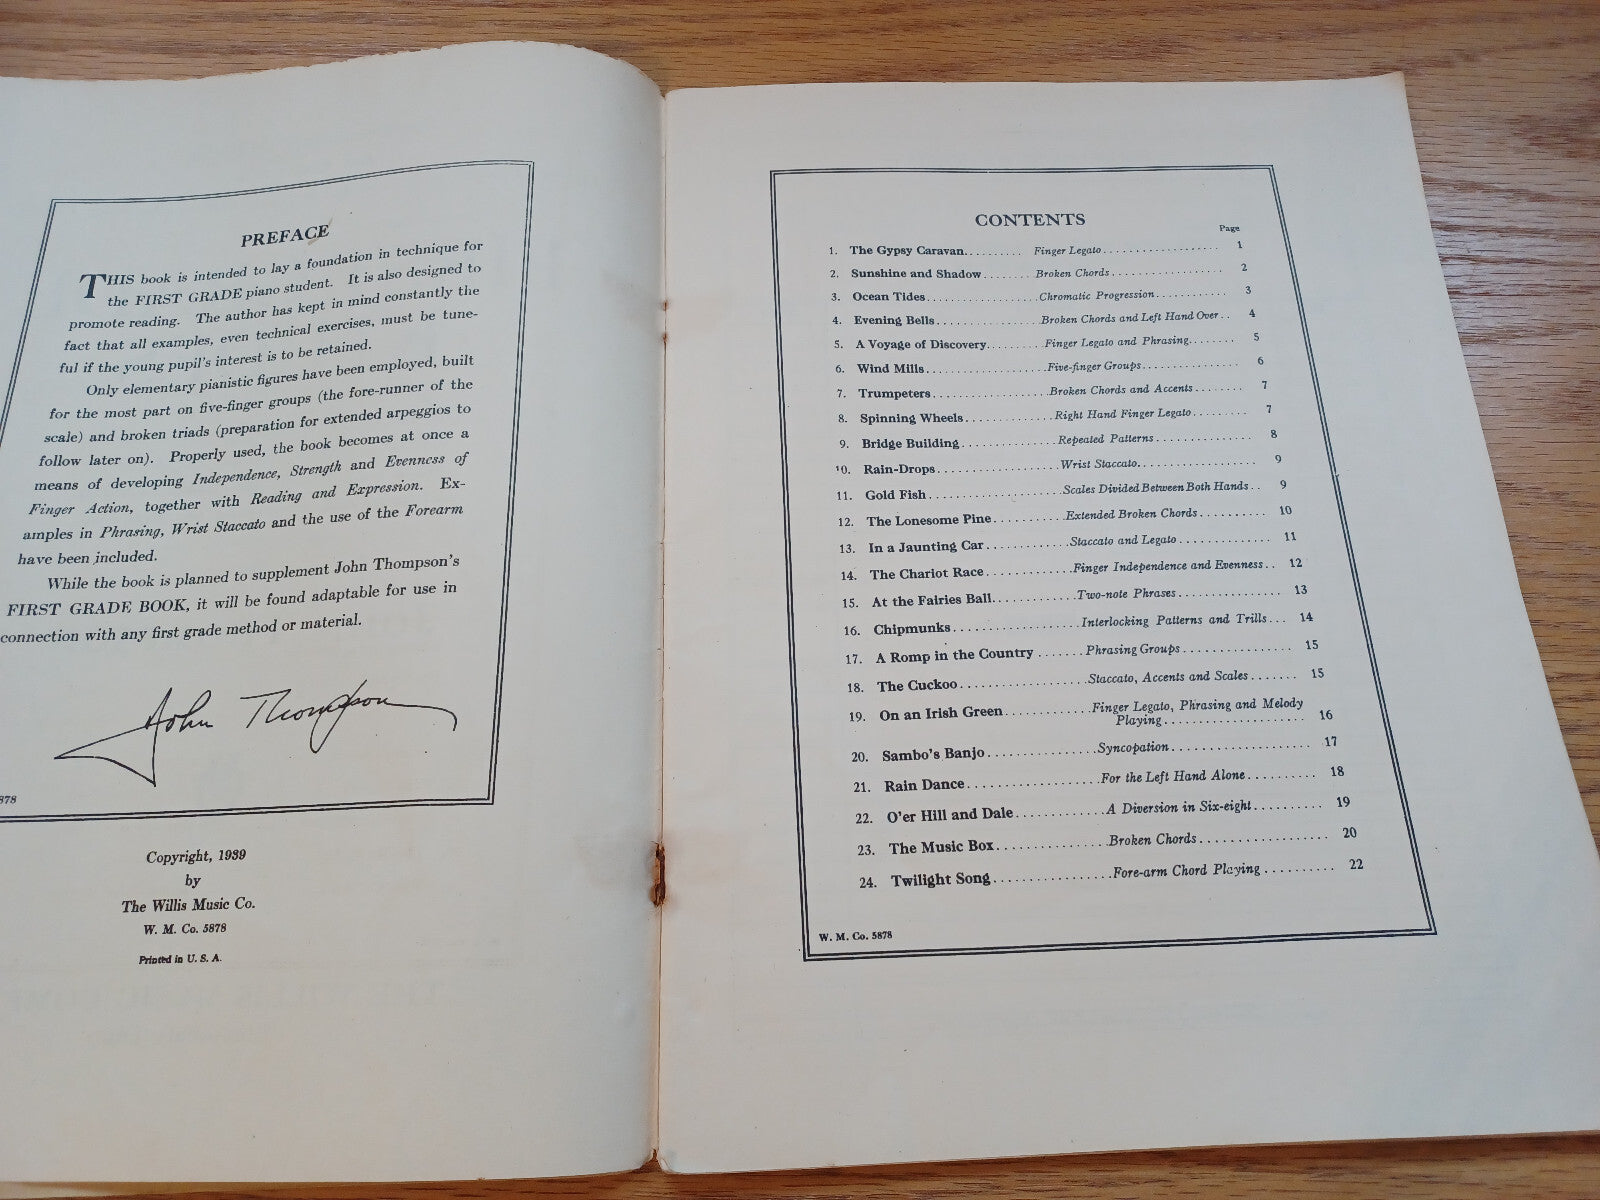 PREFACE
THIS book is intended to lay a foundation in technique for
the FIRST GRADE piano student. It is also designed to
promote reading. The author has kept in mind constantly the
fact that all examples, even technical exercises, must be tune-
ful if the young pupil's interest is to be retained.
Only elementary pianistic figures have been employed, built
for the most part on five-finger groups (the fore-runner of the
scale) and broken triads (preparation for extended arpeggios to
follow later on). Properly used, the book becomes at once a
means of developing Independence, Strength and Evenness of
Finger Action, together with Reading and Expression. Ex-
amples in Phrasing, Wrist Staccato and the use of the Forearm
have been included.
While the book is planned to supplement John Thompson's
FIRST GRADE BOOK, it will be found adaptable for use in
connection with any first grade method or material.
John Thompson
5878
Copyright, 1939
by
The Willis Music Co.
W. M. Co. 5878
Printed in U. S. A.
CONTENTS
Page
1. The Gypsy Caravan.......... Finger Legato.................... 1
2. Sunshine and Shadow........ Broken Chords................... 2
3. Ocean Tides.................... Chromatic Progression............ 3
4. Evening Bells................... Broken Chords and Left Hand Over.. 4
5. A Voyage of Discovery.......... Finger Legato and Phrasing........ 5
6. Wind Mills..................... Five-finger Groups................ 6
7. Trumpeters..................... Broken Chords and Accents........ 7
8. Spinning Wheels............... Right Hand Finger Legato......... 7
9. Bridge Building................ Repeated Patterns................ 8
10. Rain-Drops..................... Wrist Staccato.................... 9
11. Gold Fish....................... Scales Divided Between Both Hands.. 9
12. The Lonesome Pine............. Extended Broken Chords.......... 10
13. In a Jaunting Car.............. Staccato and Legato.............. 11
14. The Chariot Race.............. Finger Independence and Evenness.. 12
15. At the Fairies Ball.............. Two-note Phrases................ 13
16. Chipmunks..................... Interlocking Patterns and Trills... 14
17. A Romp in the Country....... Phrasing Groups................. 15
18. The Cuckoo.................... Staccato, Accents and Scales....... 15
19. On an Irish Green.............. Finger Legato, Phrasing and Melody
Playing..................... 16
20. Sambo's Banjo................. Syncopation..................... 17
21. Rain Dance.................... For the Left Hand Alone.......... 18
22. O'er Hill and Dale.............. A Diversion in Six-eight.......... 19
23. The Music Box................. Broken Chords................... 20
24. Twilight Song.................. Fore-arm Chord Playing.......... 22
W. M. Co. 5878